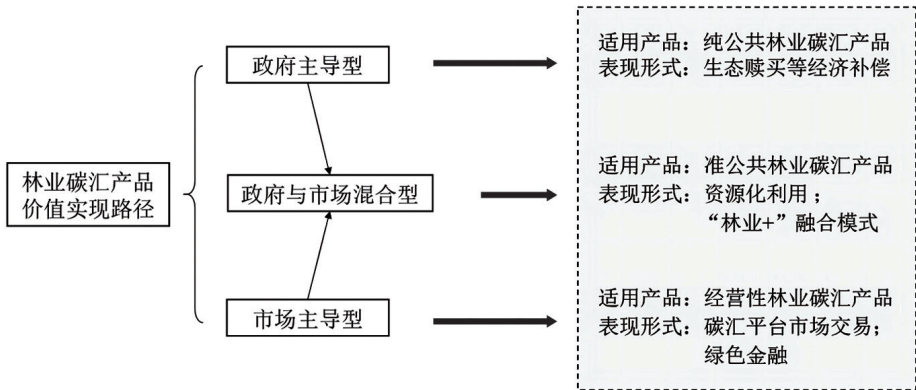 政府主导型
适用产品：纯公共林业碳汇产品
表现形式：生态赎买等经济补偿
林业碳汇产品
价值实现路径
政府与市场混合型
适用产品：准公共林业碳汇产品
表现形式：资源化利用；
“林业+”融合模式
市场主导型
适用产品：经营性林业碳汇产品
表现形式：碳汇平台市场交易；
绿色金融